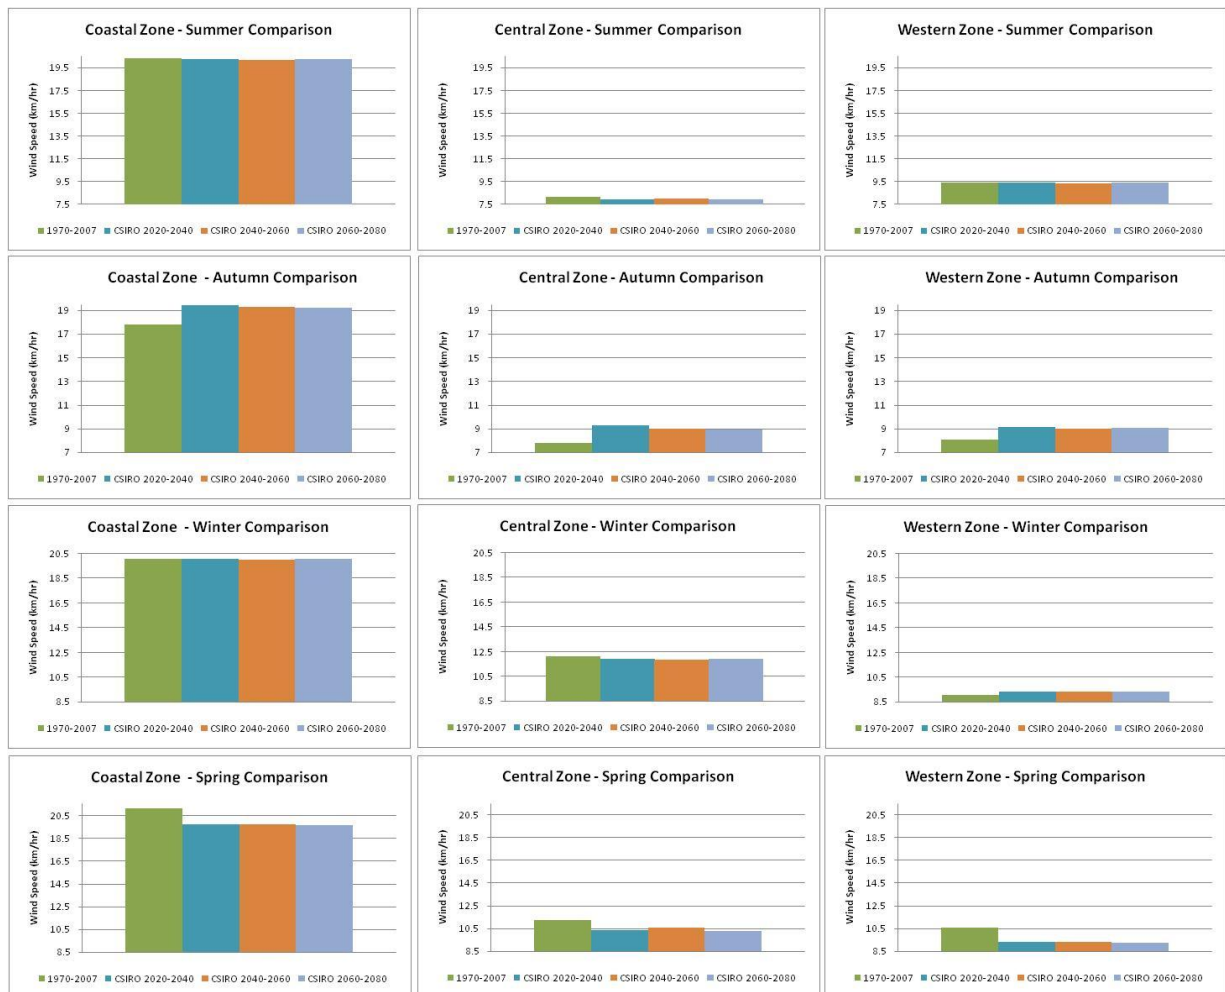 Coastal Zone - Summer Comparison
Wind Speed (km/hr)
19.5
17.5
15.5
13.5
11.5
9.5
7.5
1970-2007 CSIRO 2020-2040 CSIRO 2040-2060 CSIRO 2060-2080
Central Zone - Summer Comparison
Wind Speed (km/hr)
19.5
17.5
15.5
13.5
11.5
9.5
7.5
1970-2007 CSIRO 2020-2040 CSIRO 2040-2060 CSIRO 2060-2080
Western Zone - Summer Comparison
Wind Speed (km/hr)
19.5
17.5
15.5
13.5
11.5
9.5
7.5
1970-2007 CSIRO 2020-2040 CSIRO 2040-2060 CSIRO 2060-2080
Coastal Zone - Autumn Comparison
Wind Speed (km/hr)
19
17
15
13
11
9
7
1970-2007 CSIRO 2020-2040 CSIRO 2040-2060 CSIRO 2060-2080
Central Zone - Autumn Comparison
Wind Speed (km/hr)
19
17
15
13
11
9
7
1970-2007 CSIRO 2020-2040 CSIRO 2040-2060 CSIRO 2060-2080
Western Zone - Autumn Comparison
Wind Speed (km/hr)
19
17
15
13
11
9
7
1970-2007 CSIRO 2020-2040 CSIRO 2040-2060 CSIRO 2060-2080
Coastal Zone - Winter Comparison
Wind Speed (km/hr)
20.5
18.5
16.5
14.5
12.5
10.5
8.5
1970-2007 CSIRO 2020-2040 CSIRO 2040-2060 CSIRO 2060-2080
Central Zone - Winter Comparison
Wind Speed (km/hr)
20.5
18.5
16.5
14.5
12.5
10.5
8.5
1970-2007 CSIRO 2020-2040 CSIRO 2040-2060 CSIRO 2060-2080
Western Zone - Winter Comparison
Wind Speed (km/hr)
20.5
18.5
16.5
14.5
12.5
10.5
8.5
1970-2007 CSIRO 2020-2040 CSIRO 2040-2060 CSIRO 2060-2080
Coastal Zone - Spring Comparison
Wind Speed (km/hr)
20.5
18.5
16.5
14.5
12.5
10.5
8.5
1970-2007 CSIRO 2020-2040 CSIRO 2040-2060 CSIRO 2060-2080
Central Zone - Spring Comparison
Wind Speed (km/hr)
20.5
18.5
16.5
14.5
12.5
10.5
8.5
1970-2007 CSIRO 2020-2040 CSIRO 2040-2060 CSIRO 2060-2080
Western Zone - Spring Comparison
Wind Speed (km/hr)
20.5
18.5
16.5
14.5
12.5
10.5
8.5
1970-2007 CSIRO 2020-2040 CSIRO 2040-2060 CSIRO 2060-2080